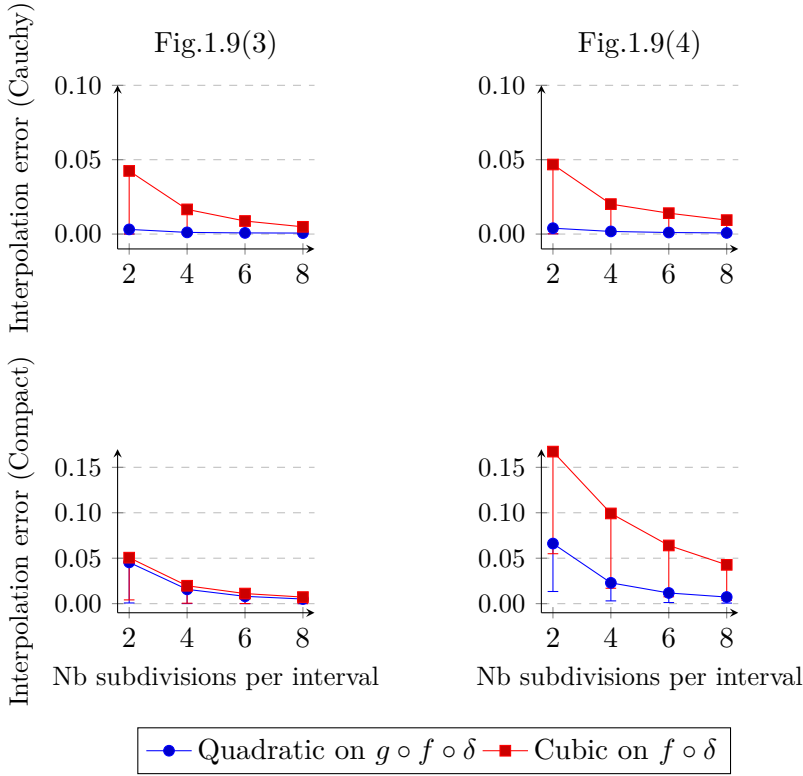 Fig.1.9(3)
Fig.1.9(4)
Interpolation error (Cauchy)
0.10
0.05
0.00
2 4 6 8
0.10
0.05
0.00
2 4 6 8
Interpolation error (Compact)
0.15
0.10
0.05
0.00
2 4 6 8
Nb subdivisions per interval
0.15
0.10
0.05
0.00
2 4 6 8
Nb subdivisions per interval
Quadratic on g ∘ f ∘ δ Cubic on f ∘ δ